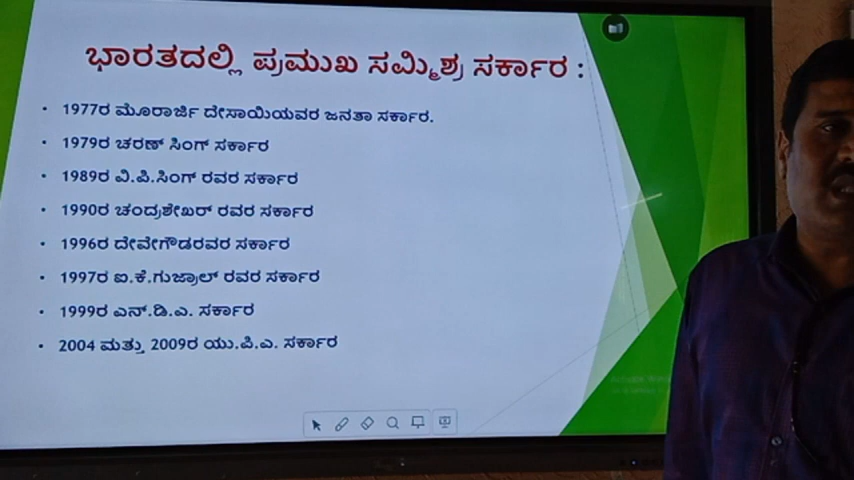 ಭಾರತದಲ್ಲಿ ಪ್ರಮುಖ ಸಮ್ಮಿಶ್ರ ಸರ್ಕಾರ :
• 1977ರ ಮೊರಾರ್ಜಿ ದೇಸಾಯಿಯವರ ಜನತಾ ಸರ್ಕಾರ.
• 1979ರ ಚರಣ್ ಸಿಂಗ್ ಸರ್ಕಾರ
• 1989ರ ವಿ.ಪಿ.ಸಿಂಗ್ ರವರ ಸರ್ಕಾರ
• 1990ರ ಚಂದ್ರಶೇಖರ್ ರವರ ಸರ್ಕಾರ
• 1996ರ ದೇವೇಗೌಡರವರ ಸರ್ಕಾರ
• 1997ರ ಐ.ಕೆ.ಗುಜ್ರಾಲ್ ರವರ ಸರ್ಕಾರ
• 1999ರ ಎನ್.ಡಿ.ಎ. ಸರ್ಕಾರ
• 2004 ಮತ್ತು 2009ರ ಯು.ಪಿ.ಎ. ಸರ್ಕಾರ